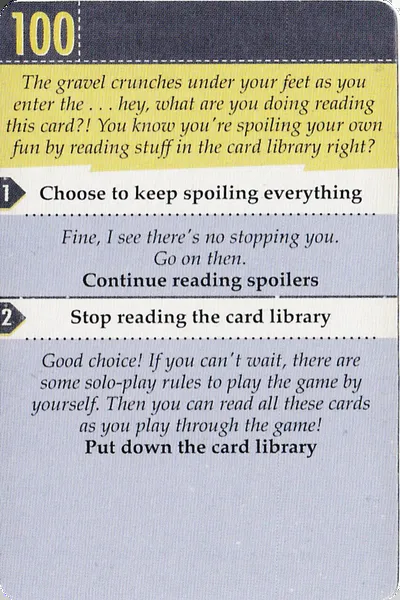 100
The gravel crunches under your feet as you
enter the . . . hey, what are you doing reading
this card?! You know you're spoiling your own
fun by reading stuff in the card library right?
1 Choose to keep spoiling everything
Fine, I see there's no stopping you.
Go on then.
Continue reading spoilers
2 Stop reading the card library
Good choice! If you can't wait, there are
some solo-play rules to play the game by
yourself. Then you can read all these cards
as you play through the game!
Put down the card library